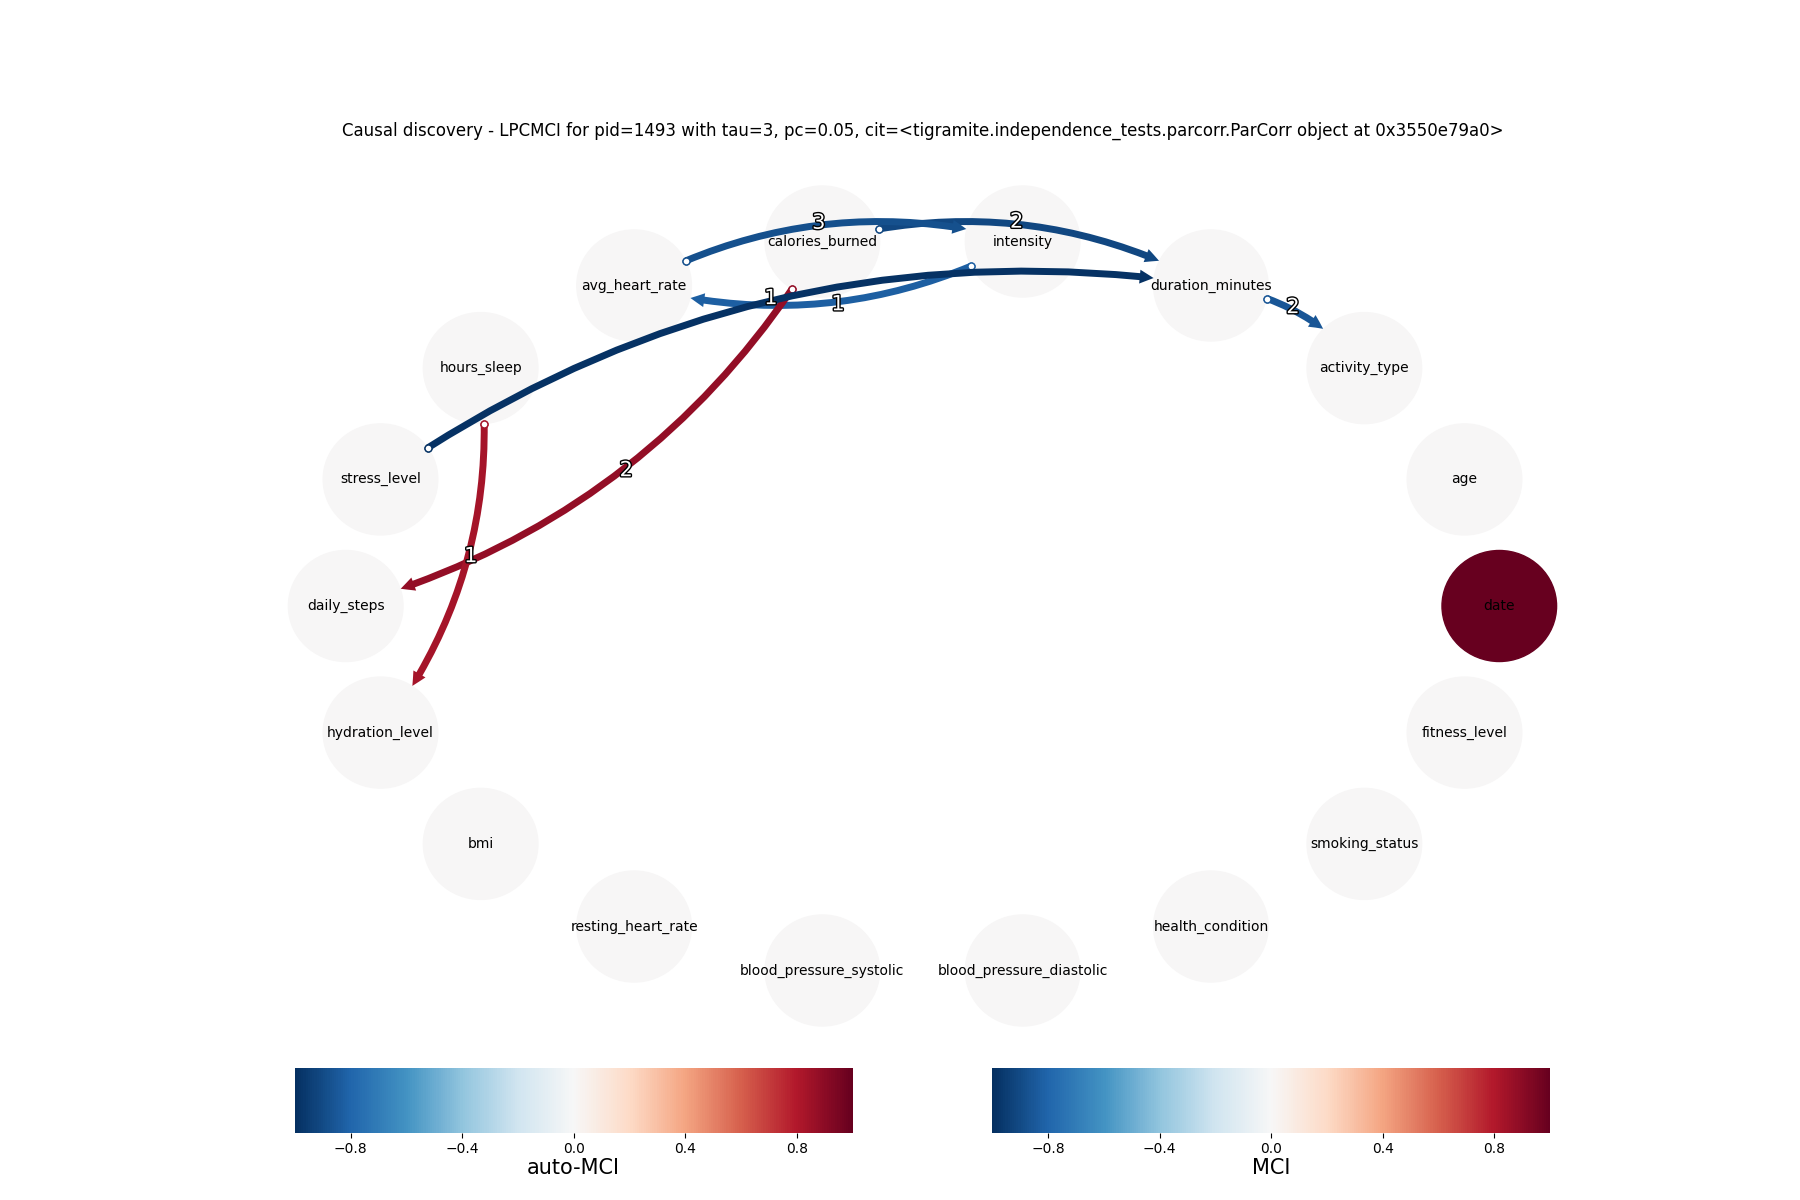 Causal discovery - LPCMCI for pid=1493 with tau=3, pc=0.05, cit=<tigramite.independence_tests.parcorr.ParCorr object at 0x3550e79a0>
3
2
calories_burned
intensity
avg_heart_rate
1
1
duration_minutes
2
hours_sleep
activity_type
stress_level
2
age
1
daily_steps
date
hydration_level
fitness_level
bmi
smoking_status
resting_heart_rate
health_condition
blood_pressure_systolic
blood_pressure_diastolic
−0.8 −0.4 0.0 0.4 0.8
auto-MCI
−0.8 −0.4 0.0 0.4 0.8
MCI